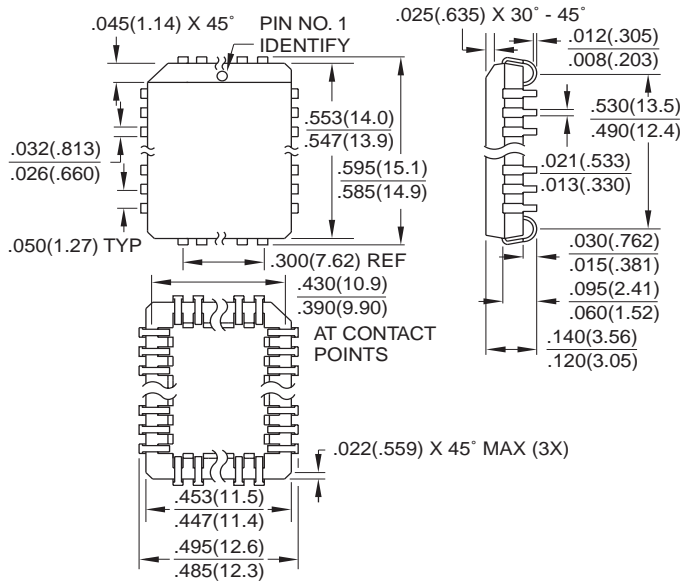 .045(1.14) X 45˚
PIN NO. 1
IDENTIFY
.025(.635) X 30˚ - 45˚
.012(.305)
.008(.203)
.553(14.0)
.547(13.9)
.530(13.5)
.490(12.4)
.032(.813)
.026(.660)
.595(15.1)
.585(14.9)
.021(.533)
.013(.330)
.050(1.27) TYP
.300(7.62) REF
.030(.762)
.015(.381)
.430(10.9)
.390(9.90)
AT CONTACT
POINTS
.095(2.41)
.060(1.52)
.140(3.56)
.120(3.05)
.022(.559) X 45˚ MAX (3X)
.453(11.5)
.447(11.4)
.495(12.6)
.485(12.3)